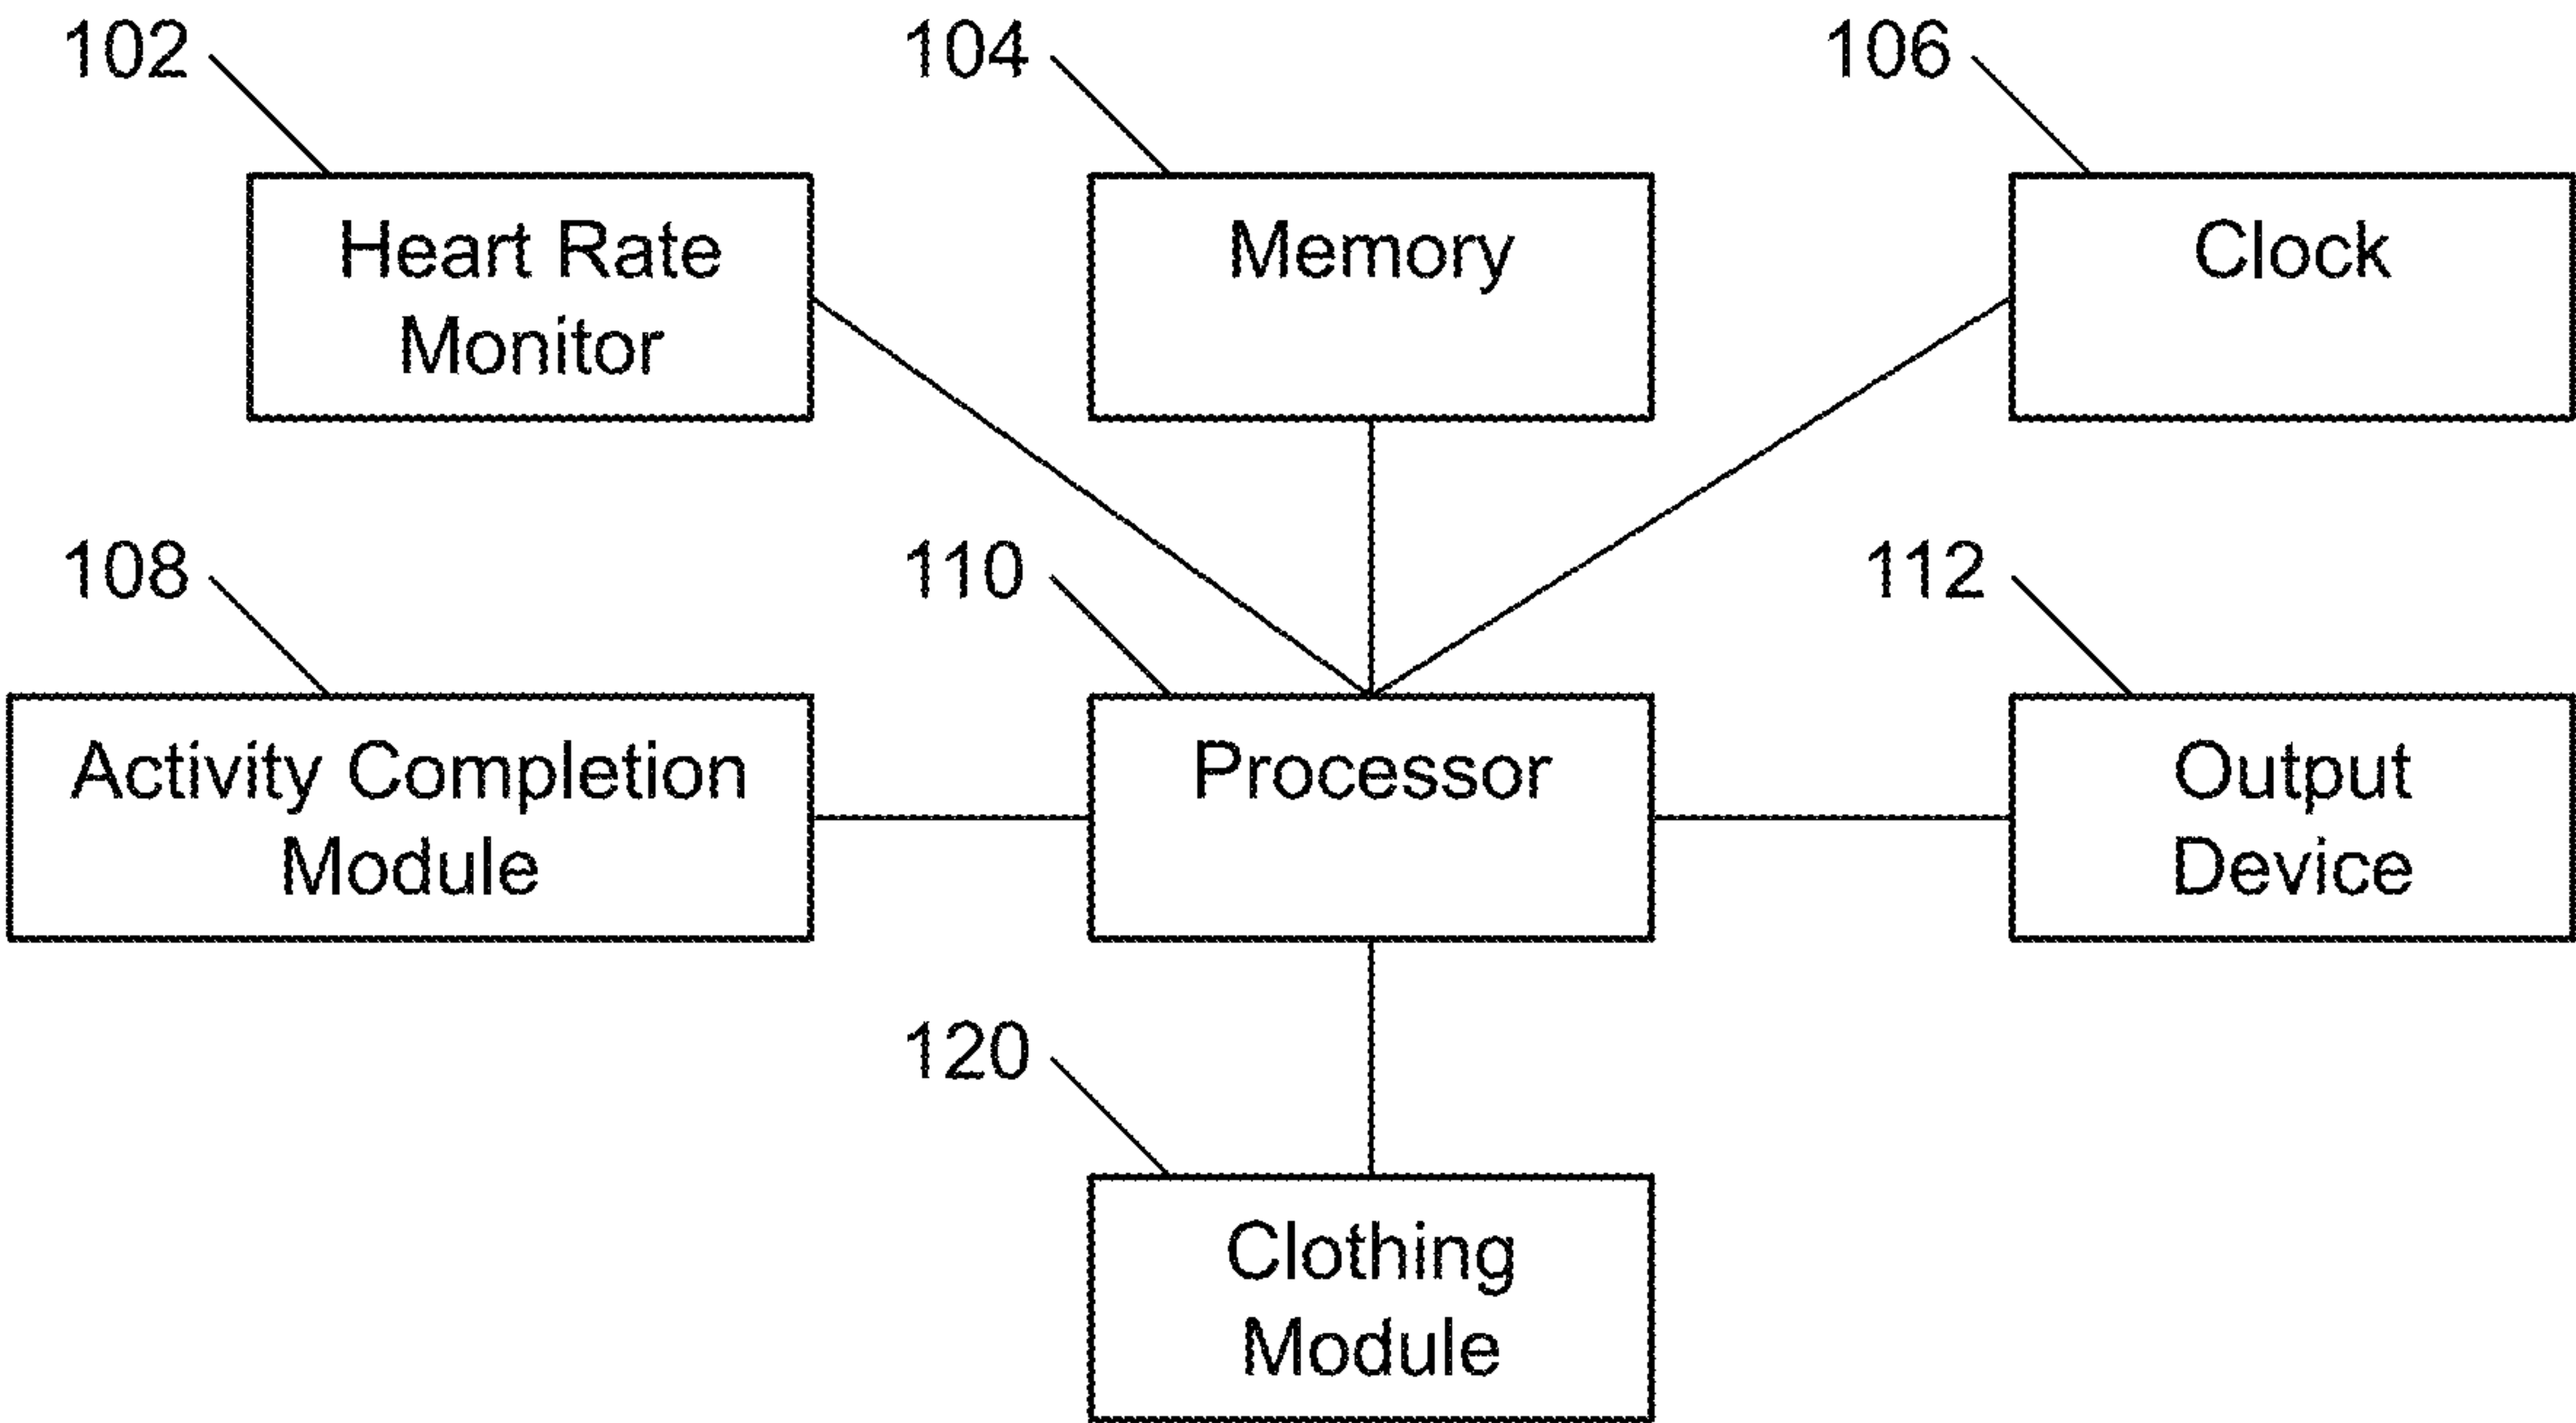 102
104
106
Heart Rate
Monitor
Memory
Clock
108
110
112
Activity Completion
Module
Processor
Output
Device
120
Clothing
Module